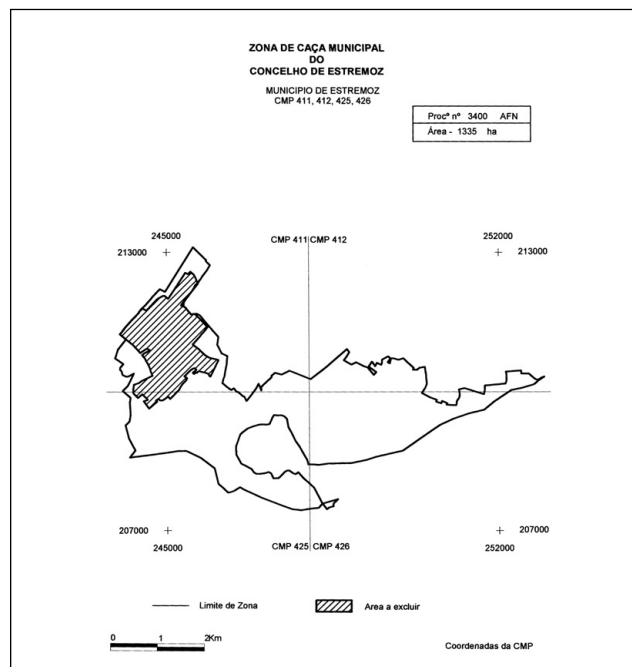 ZONA DE CAÇA MUNICIPAL
DO
CONCELHO DE ESTREMOZ
MUNICIPIO DE ESTREMOZ
CMP 411, 412, 425, 426
Procº nº 3400 AFN
Área - 1335 ha
245000
CMP 411 CMP 412
252000
213000
213000
207000
207000
245000
CMP 425 CMP 426
252000
Limite de Zona
Area a excluir
0 1 2Km
Coordenadas da CMP